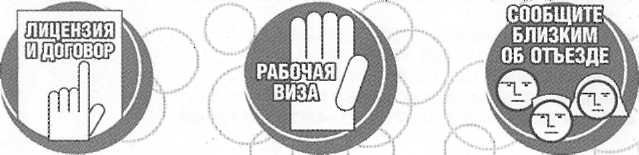 ЛИЦЕНЗИЯ
И ДОГОВОР
РАБОЧАЯ
ВИЗА
СООБЩИТЕ
БЛИЗКИМ
ОБ ОТЪЕЗДЕ